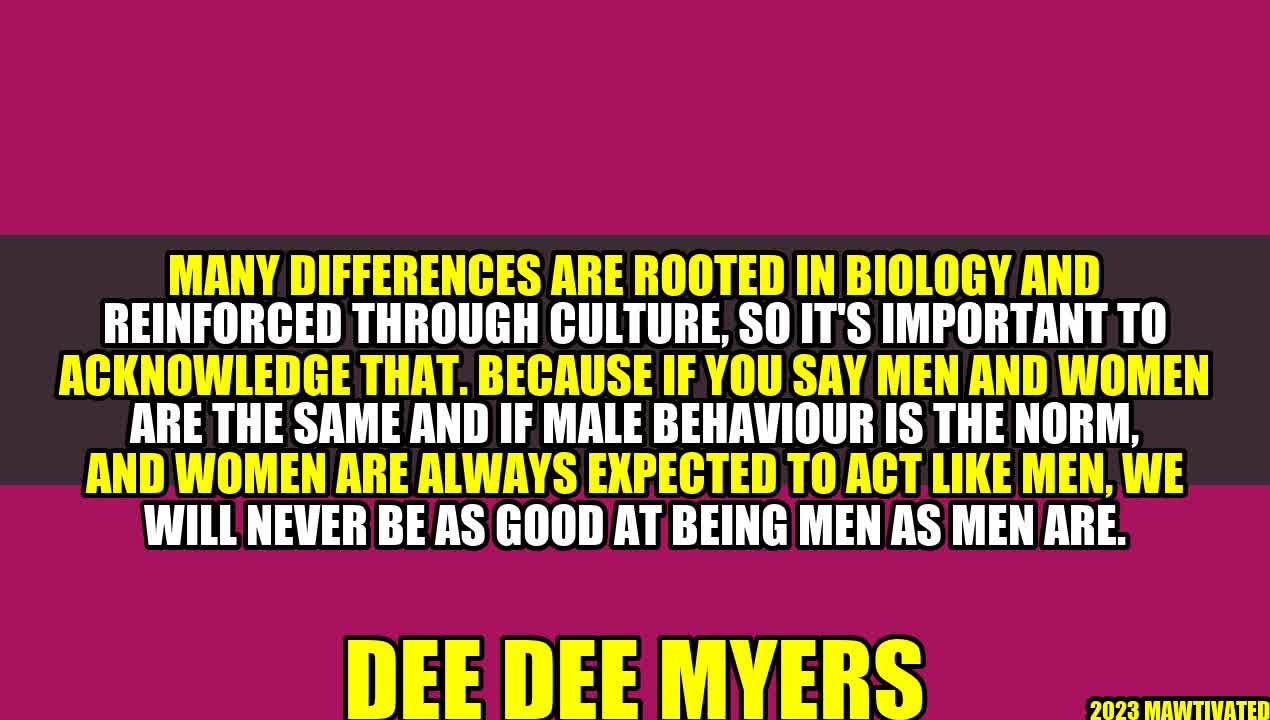 MANY DIFFERENCES ARE ROOTED IN BIOLOGY AND
REINFORCED THROUGH CULTURE, SO IT'S IMPORTANT TO
ACKNOWLEDGE THAT. BECAUSE IF YOU SAY MEN AND WOMEN
ARE THE SAME AND IF MALE BEHAVIOUR IS THE NORM,
AND WOMEN ARE ALWAYS EXPECTED TO ACT LIKE MEN, WE
WILL NEVER BE AS GOOD AT BEING MEN AS MEN ARE.
DEE DEE MYERS
2023 MAWTIVATED